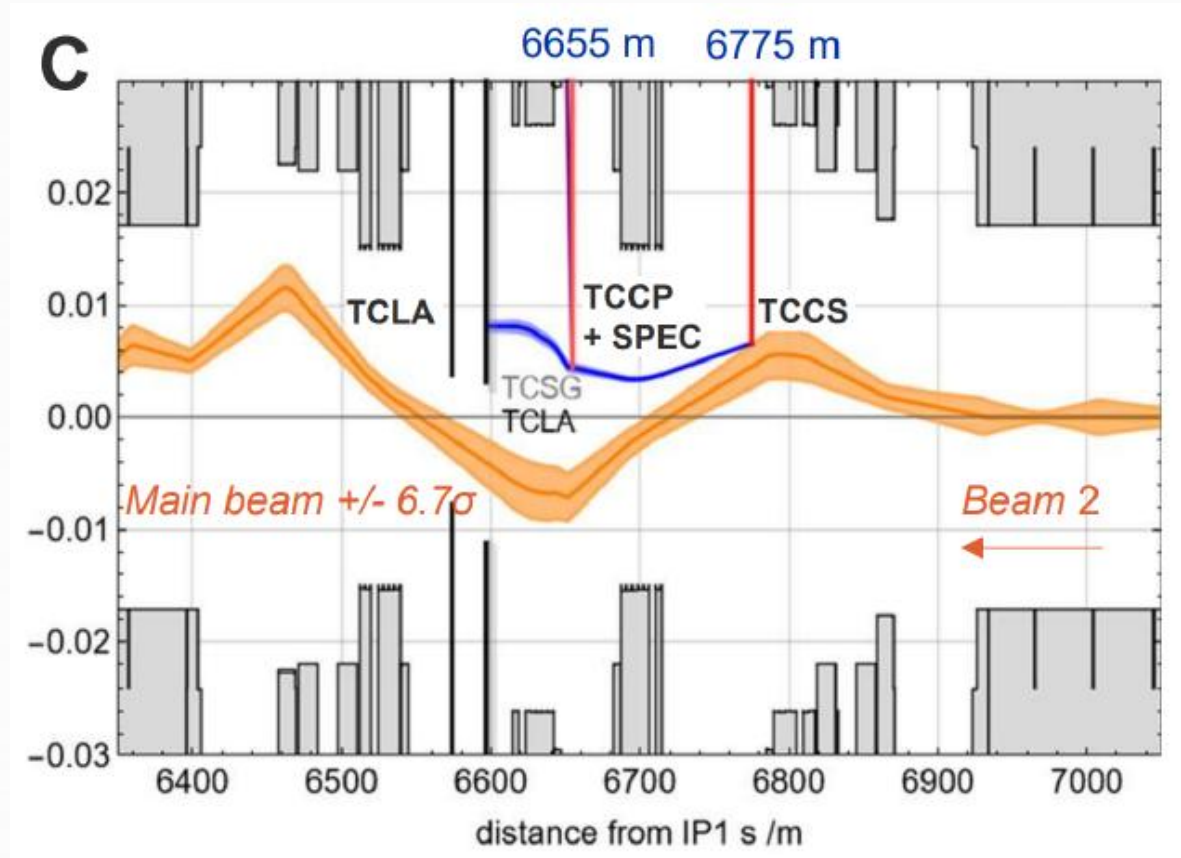 C
6655 m 6775 m
0.02
0.01
0.00
−0.01
−0.02
−0.03
TCLA
TCCP
+ SPEC
TCCS
TCSG
TCLA
Main beam +/- 6.7σ
Beam 2
6400 6500 6600 6700 6800 6900 7000
distance from IP1 s /m